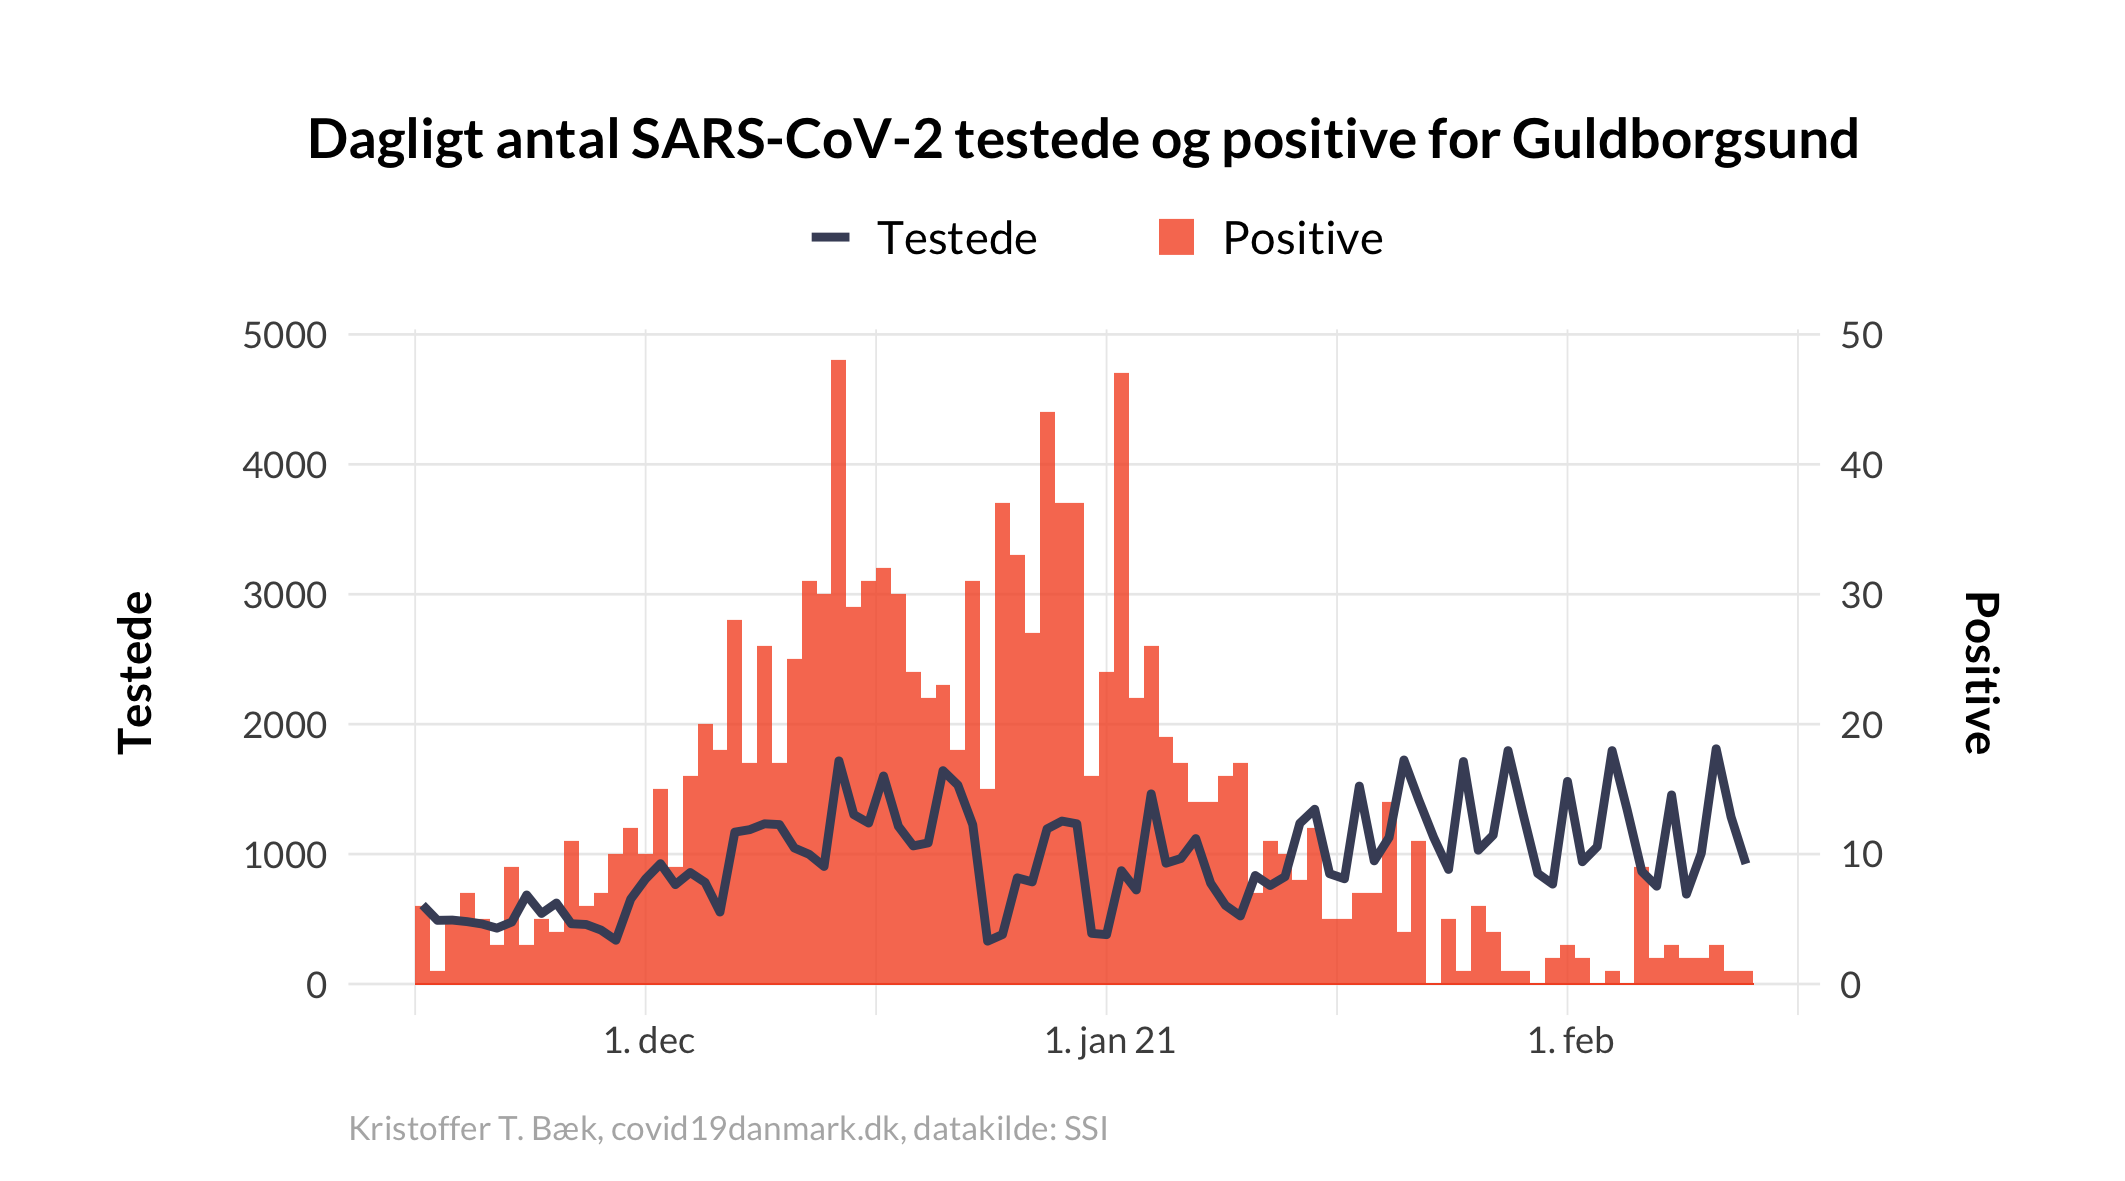 Dagligt antal SARS-CoV-2 testede og positive for Guldborgsund
Testede
Positive
5000
4000
3000
2000
1000
0
Testede
50
40
30
20
10
0
Positive
1. dec
1. jan 21
1. feb
Kristoffer T. Bæk, covid19danmark.dk, datakilde: SSI